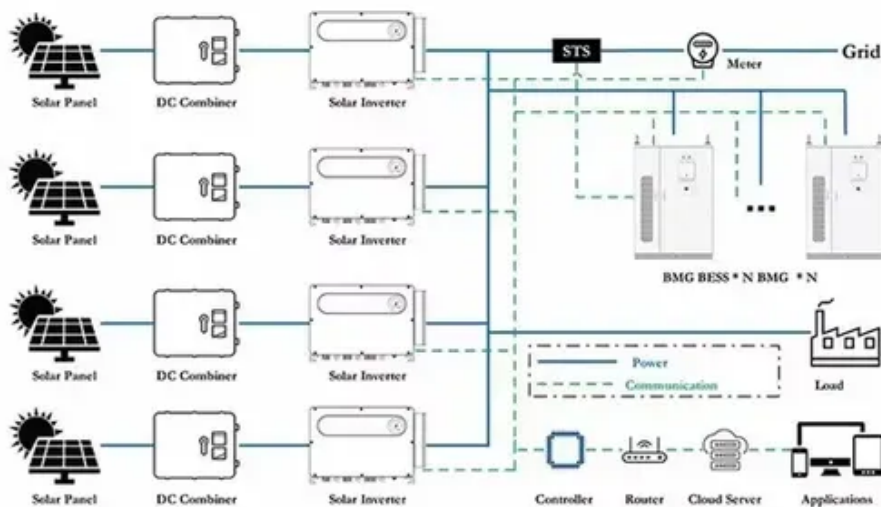 STS
Meter
Grid
Solar Panel DC Combiner Solar Inverter
Solar Panel DC Combiner Solar Inverter
BMG BESS * N BMG * N
Solar Panel DC Combiner Solar Inverter
Power
Communication
Load
Solar Panel DC Combiner Solar Inverter
Controller Router Cloud Server Applications